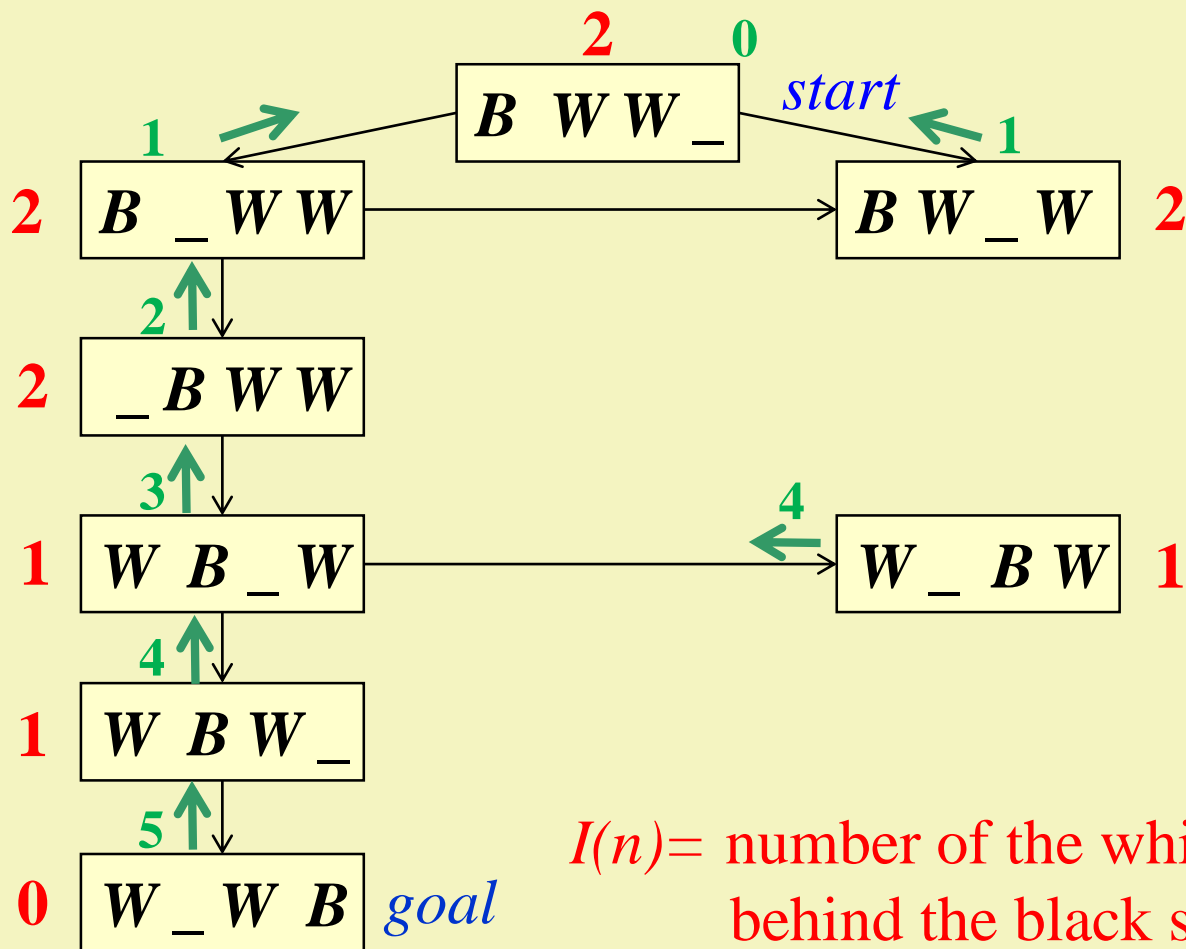 2 0
B W W _ start
1 1
2 B _ W W B W _ W 2
2
2 _ B W W
3 4
1 W B _ W W _ B W 1
4
1 W B W _
5
I(n)= number of the
0 W _ W B goal
behind the black